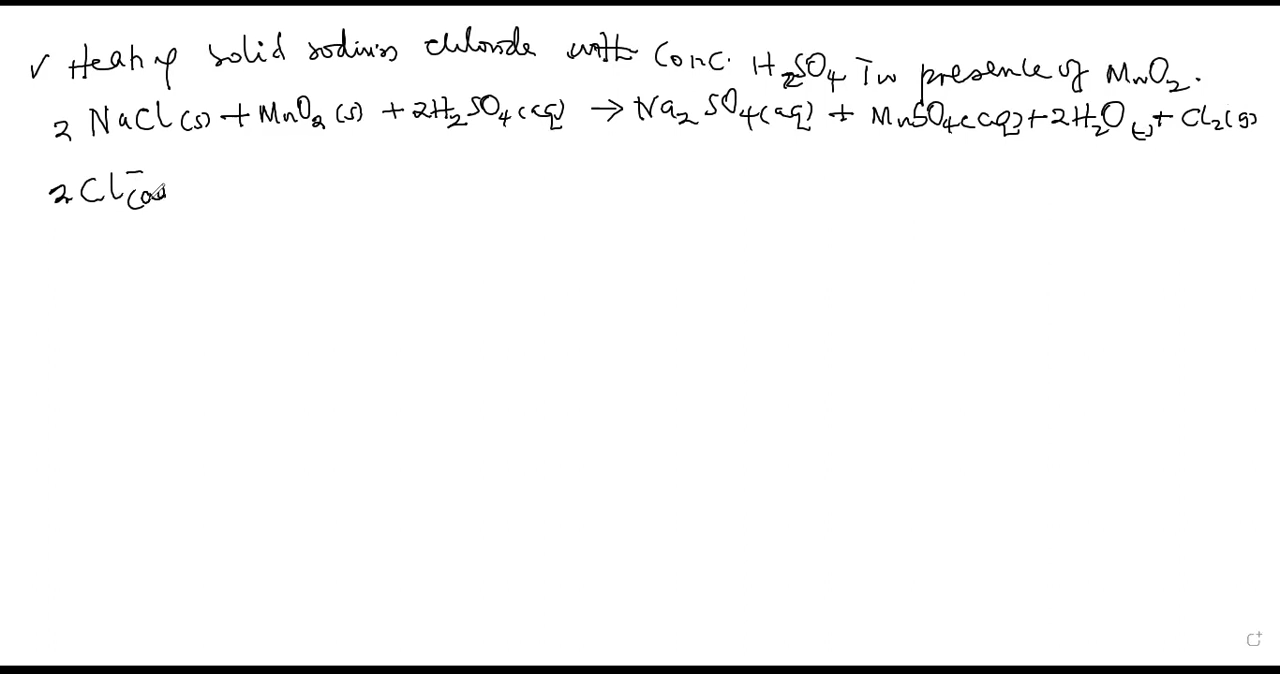 ✓ Heating solid sodium chloride with Conc. H₂SO₄ In presence of MnO₂.
2 NaCl(s) + MnO₂(s) + 2H₂SO₄(aq) → Na₂SO₄(aq) + MnSO₄(aq) + 2H₂O(l) + Cl₂(g)
2Cl⁻